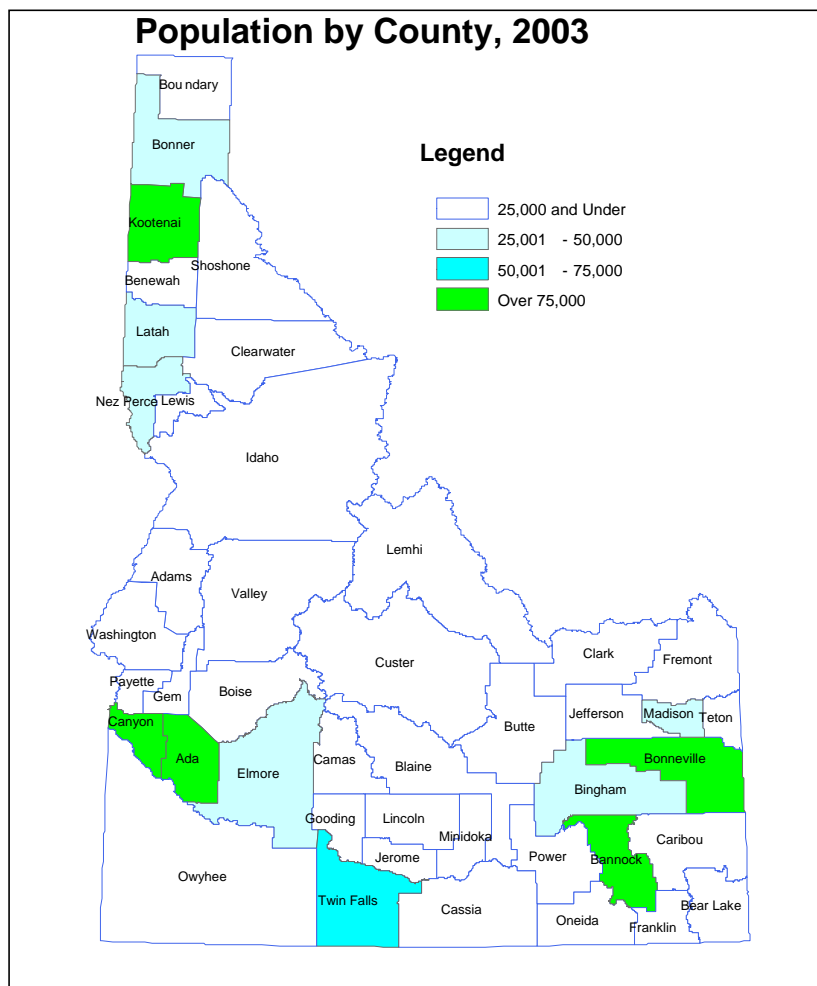 Population by County, 2003
Boundary
Bonner
Legend
25,000 and Under
25,001 - 50,000
50,001 - 75,000
Over 75,000
Kootenai
Shoshone
Benewah
Latah
Clearwater
Nez Perce
Lewis
Idaho
Lemhi
Adams
Valley
Washington
Custer
Clark
Fremont
Payette
Gem
Boise
Canyon
Ada
Butte
Jefferson
Madison
Teton
Elmore
Camas
Blaine
Bonneville
Bingham
Gooding
Lincoln
Minidoka
Jerome
Power
Bannock
Caribou
Owyhee
Twin Falls
Cassia
Oneida
Franklin
Bear Lake